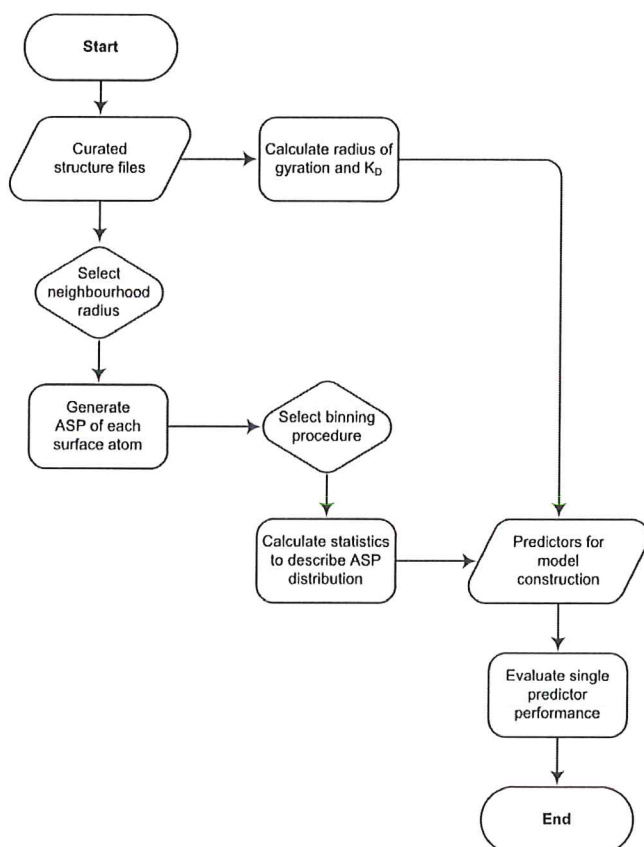 Start
Curated
structure files
Calculate radius of
gyration and KD
Select
neighbourhood
radius
Generate
ASP of each
surface atom
Select binning
procedure
Calculate statistics
to describe ASP
distribution
Predictors for
model
construction
Evaluate single
predictor
performance
End